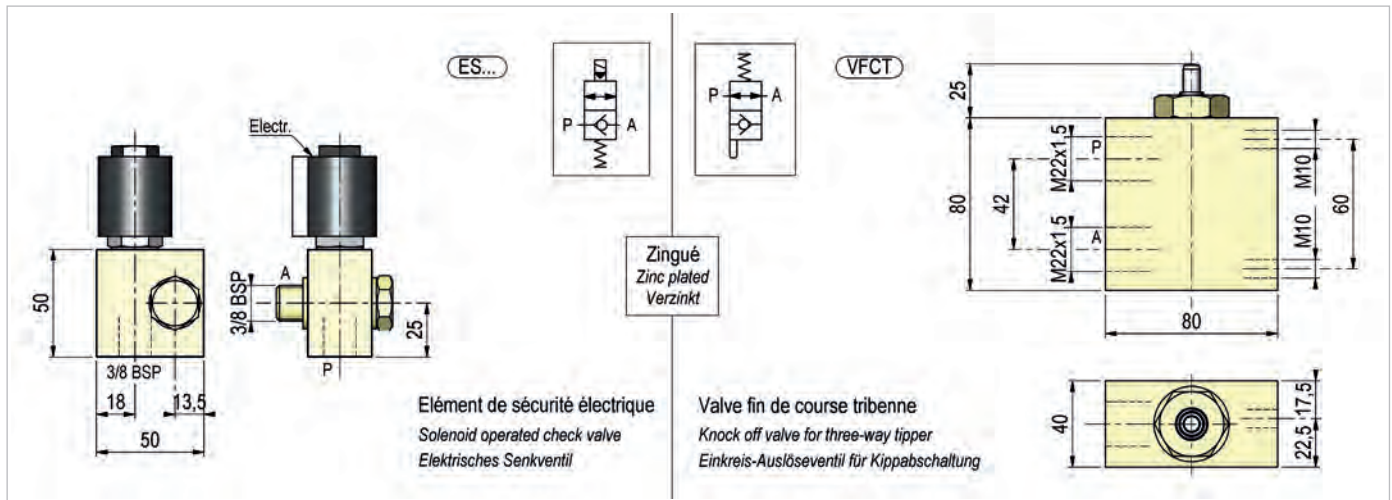 ES...
P A
Electr.
50
3/8 BSP
18 13,5
50
A
3/8 BSP
25
P
Elément de sécurité électrique
Solenoid operated check valve
Elektrisches Senkventil
Zingué
Zinc plated
Verzinkt
P A
VFCT
25
80
42
M22x1,5
P
M22x1,5
A
M10
M10
60
80
40
22,5 17,5
Valve fin de course tribenne
Knock off valve for three-way tipper
Einkreis-Auslöseventil für Kippabschaltung